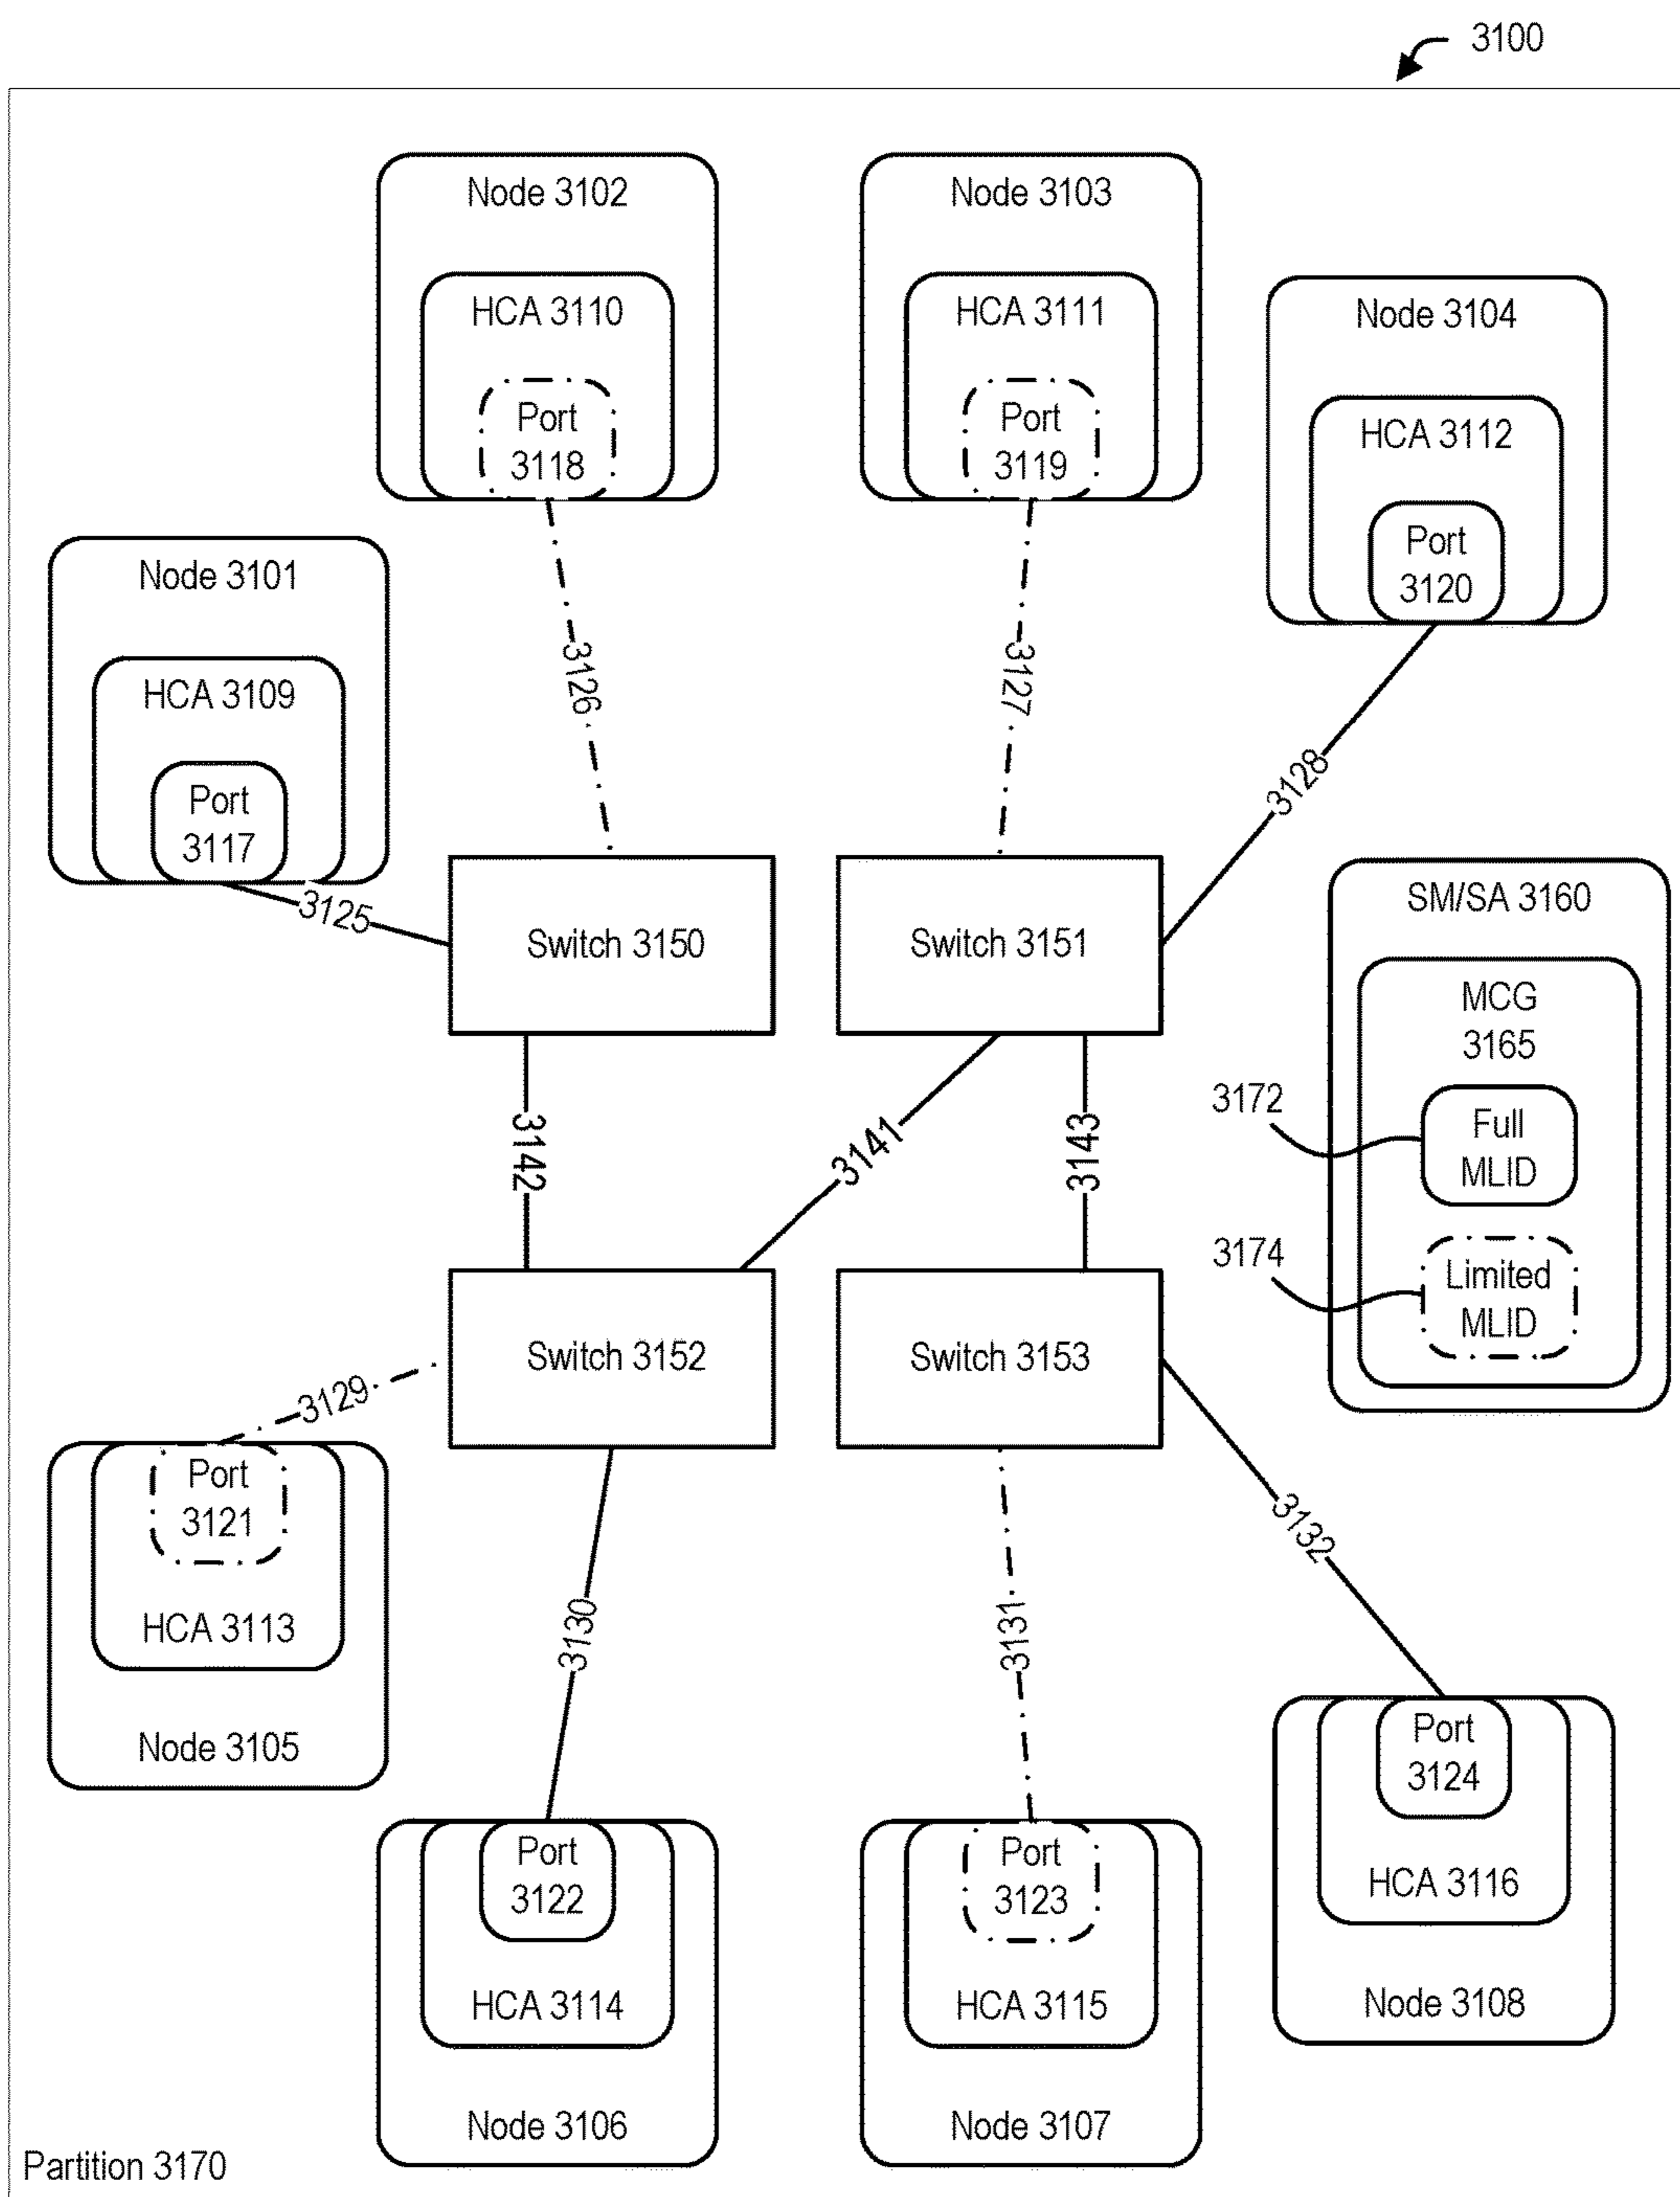 3100
Node 3102
HCA 3110
Port
3118
Node 3103
HCA 3111
Port
3119
Node 3104
HCA 3112
Port
3120
Node 3101
HCA 3109
Port
3117
3126
3127
3128
3125
Switch 3150
Switch 3151
SM/SA 3160
MCG
3165
3172
Full
MLID
3174
Limited
MLID
3142
3141
3143
Switch 3152
Switch 3153
3129
3130
3131
3132
Port
3121
HCA 3113
Node 3105
Port
3122
HCA 3114
Node 3106
Port
3123
HCA 3115
Node 3107
Port
3124
HCA 3116
Node 3108
Partition 3170